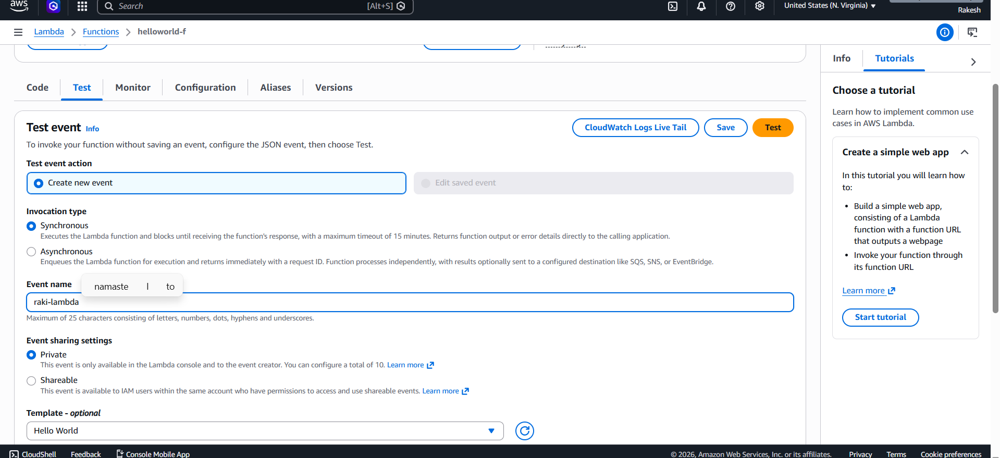 aws
Search [Alt+S]
United States (N. Virginia)
Rakesh
Lambda Functions helloworld-f
Code Test Monitor Configuration Aliases Versions
Test event Info
CloudWatch Logs Live Tail Save Test
To invoke your function without saving an event, configure the JSON event, then choose Test.
Test event action
Create new event
Edit saved event
Invocation type
Synchronous
Executes the Lambda function and blocks until receiving the function's response, with a maximum timeout of 15 minutes. Returns function output or error details directly to the calling application.
Asynchronous
Enqueues the Lambda function for execution and returns immediately with a request ID. Function processes independently, with results optionally sent to a configured destination like SQS, SNS, or EventBridge.
Event name
namaste I to
raki-lambda
Maximum of 25 characters consisting of letters, numbers, dots, hyphens and underscores.
Event sharing settings
Private
This event is only available in the Lambda console and to the event creator. You can configure a total of 10. Learn more
Shareable
This event is available to IAM users within the same account who have permissions to access and use shareable events. Learn more
Template - optional
Hello World
Info Tutorials
Choose a tutorial
Learn how to implement common use
cases in AWS Lambda.
Create a simple web app
In this tutorial you will learn how
to:
• Build a simple web app,
consisting of a Lambda
function with a function URL
that outputs a webpage
• Invoke your function through
its function URL
Learn more
Start tutorial
CloudShell Feedback Console Mobile App
© 2026, Amazon Web Services, Inc. or its affiliates. Privacy Terms Cookie preferences